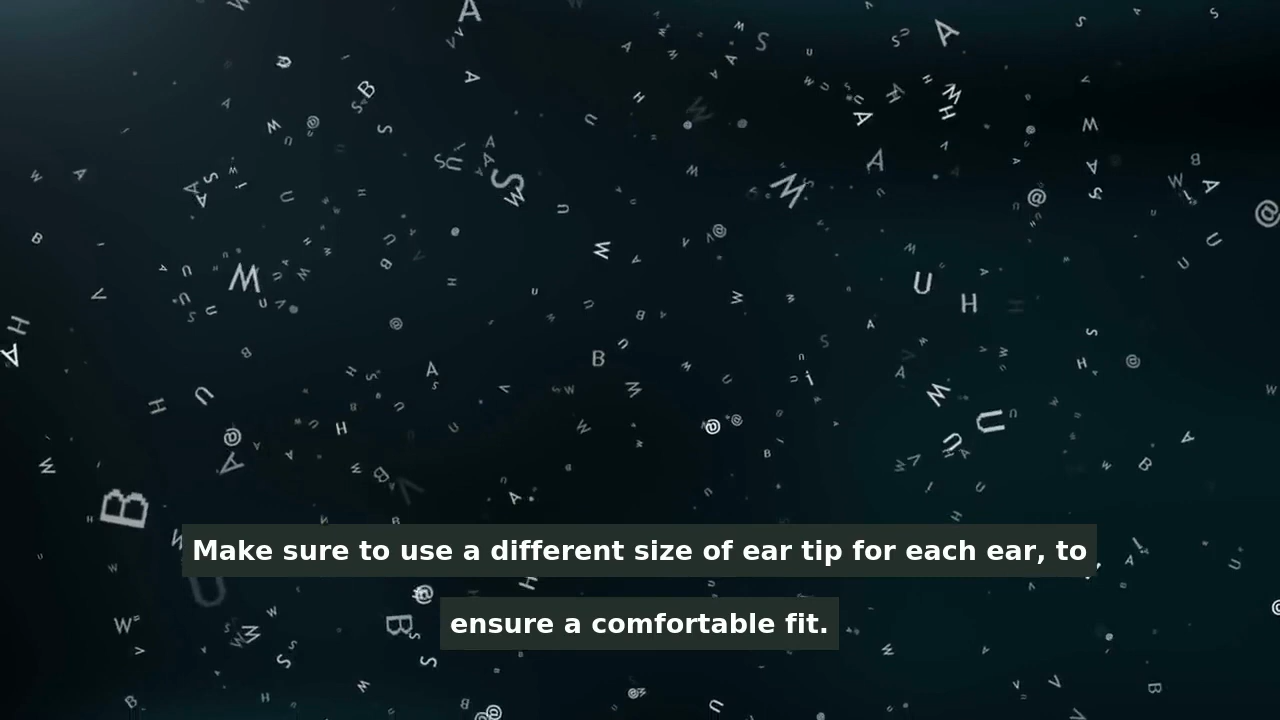 Make sure to use a different size of ear tip for each ear, to
ensure a comfortable fit.